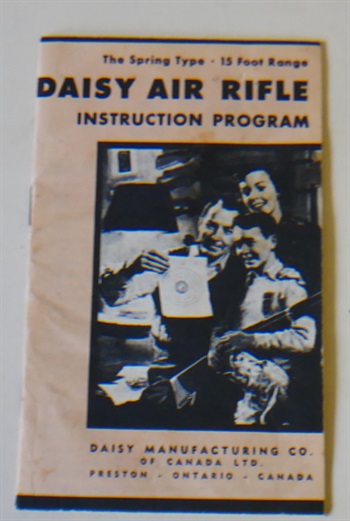 The Spring Type - 15 Foot Range
DAISY AIR RIFLE
INSTRUCTION PROGRAM
DAISY MANUFACTURING CO.
OF CANADA LTD.
PRESTON - ONTARIO - CANADA